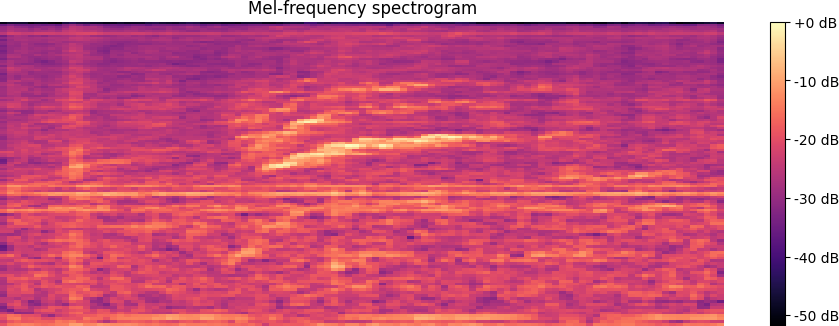 Mel-frequency spectrogram
+0 dB
-10 dB
-20 dB
-30 dB
-40 dB
-50 dB